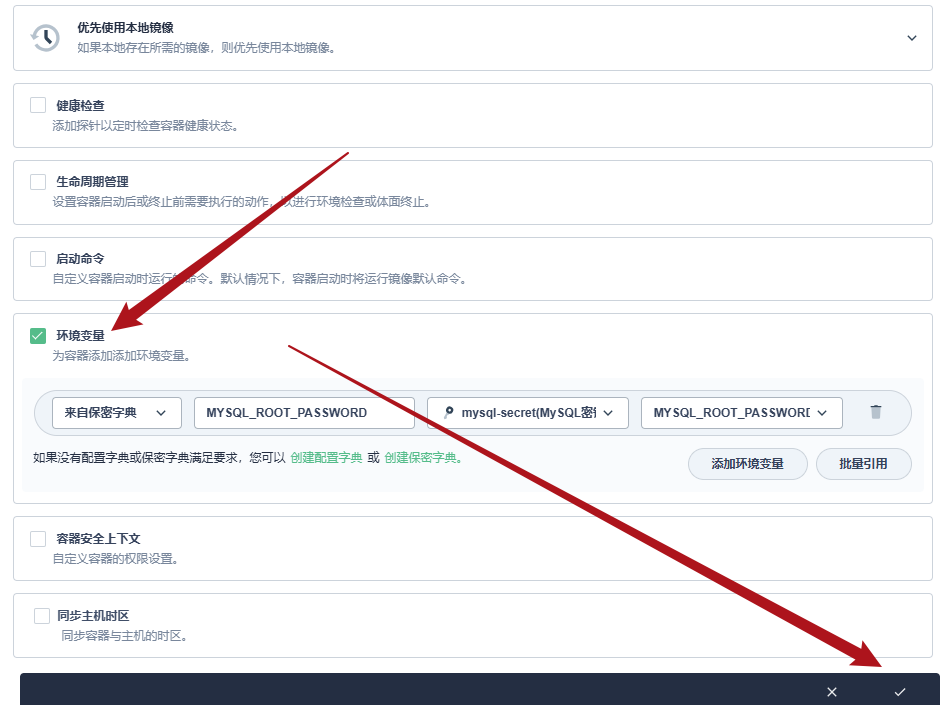 优先使用本地镜像
如果本地存在所需的镜像，则优先使用本地镜像。
健康检查
添加探针以定时检查容器健康状态。
生命周期管理
设置容器启动后或终止前需要执行的动作，以进行环境检查或体面终止。
启动命令
自定义容器启动时运行的命令。默认情况下，容器启动时将运行镜像默认命令。
环境变量
为容器添加添加环境变量。
来自保密字典 MYSQL_ROOT_PASSWORD mysql-secret(MySQL密 MYSQL_ROOT_PASSWORD
如果没有配置字典或保密字典满足要求，您可以 创建配置字典 或 创建保密字典。
添加环境变量 批量引用
容器安全上下文
自定义容器的权限设置。
同步主机时区
同步容器与主机的时区。